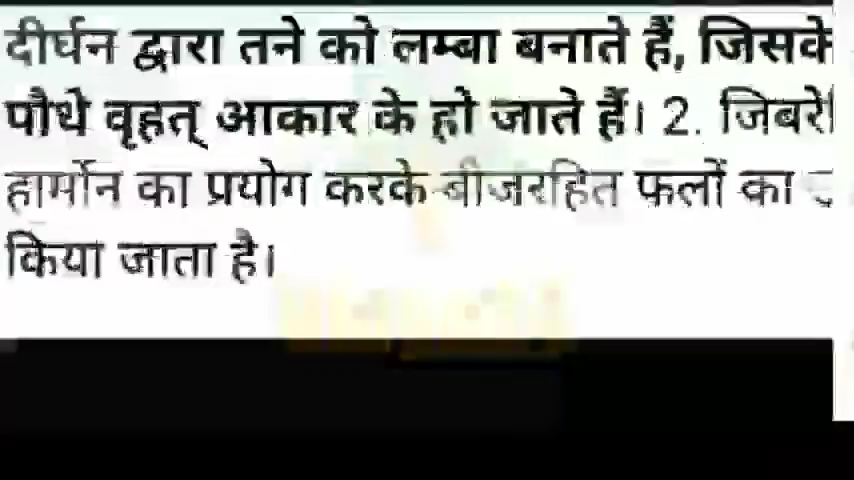 दीर्घन द्वारा तने को लम्बा बनाते हैं, जिसके
पौधे वृहत् आकार के हो जाते हैं। 2. जिबरे
हार्मोन का प्रयोग करके बीजरहित फलों का
किया जाता है।